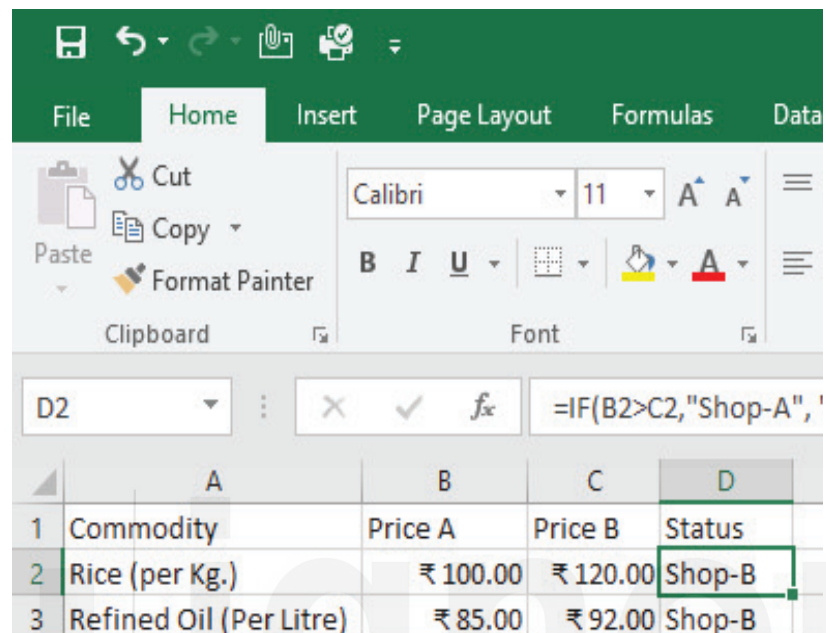 File Home Insert Page Layout Formulas Data
Cut
Calibri 11 A A
Copy
Paste
B I U A
Format Painter
Clipboard Font
D2 fx =IF(B2>C2,"Shop-A", "
A B C D
1 Commodity Price A Price B Status
2 Rice (per Kg.) ₹ 100.00 ₹ 120.00 Shop-B
3 Refined Oil (Per Litre) ₹ 85.00 ₹ 92.00 Shop-B